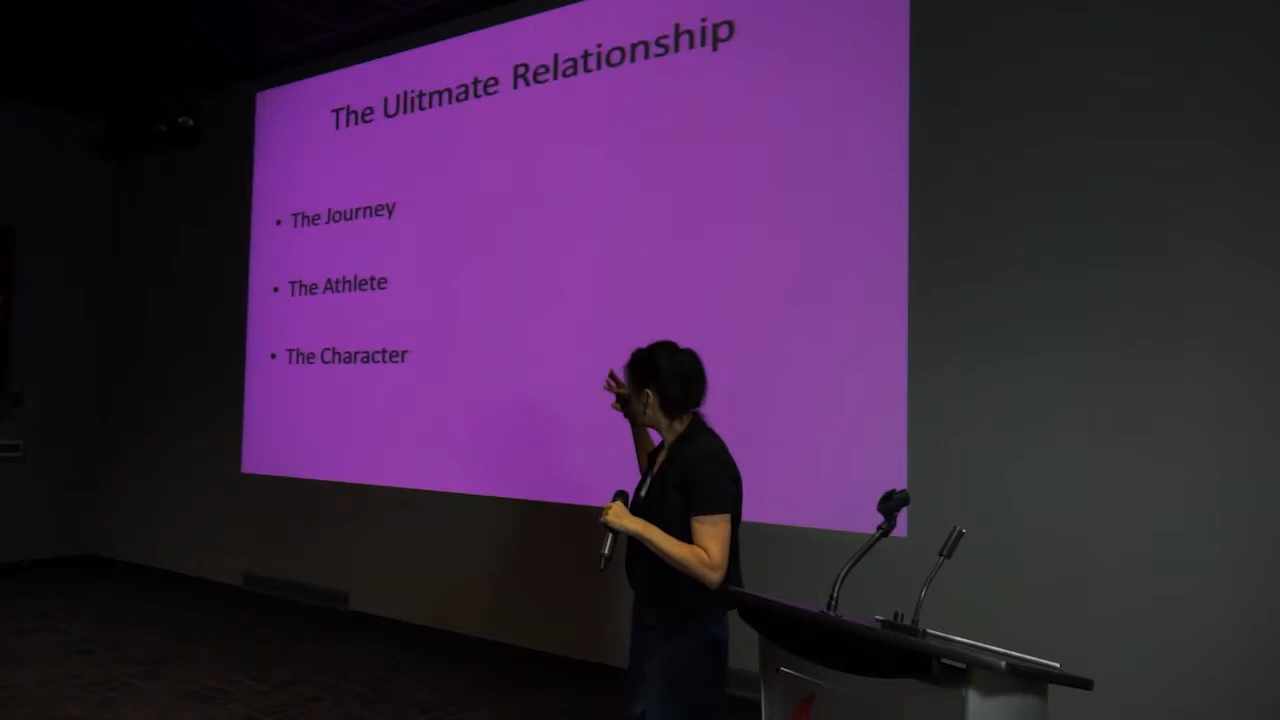 The Ulitmate Relationship
• The Journey
• The Athlete
• The Character